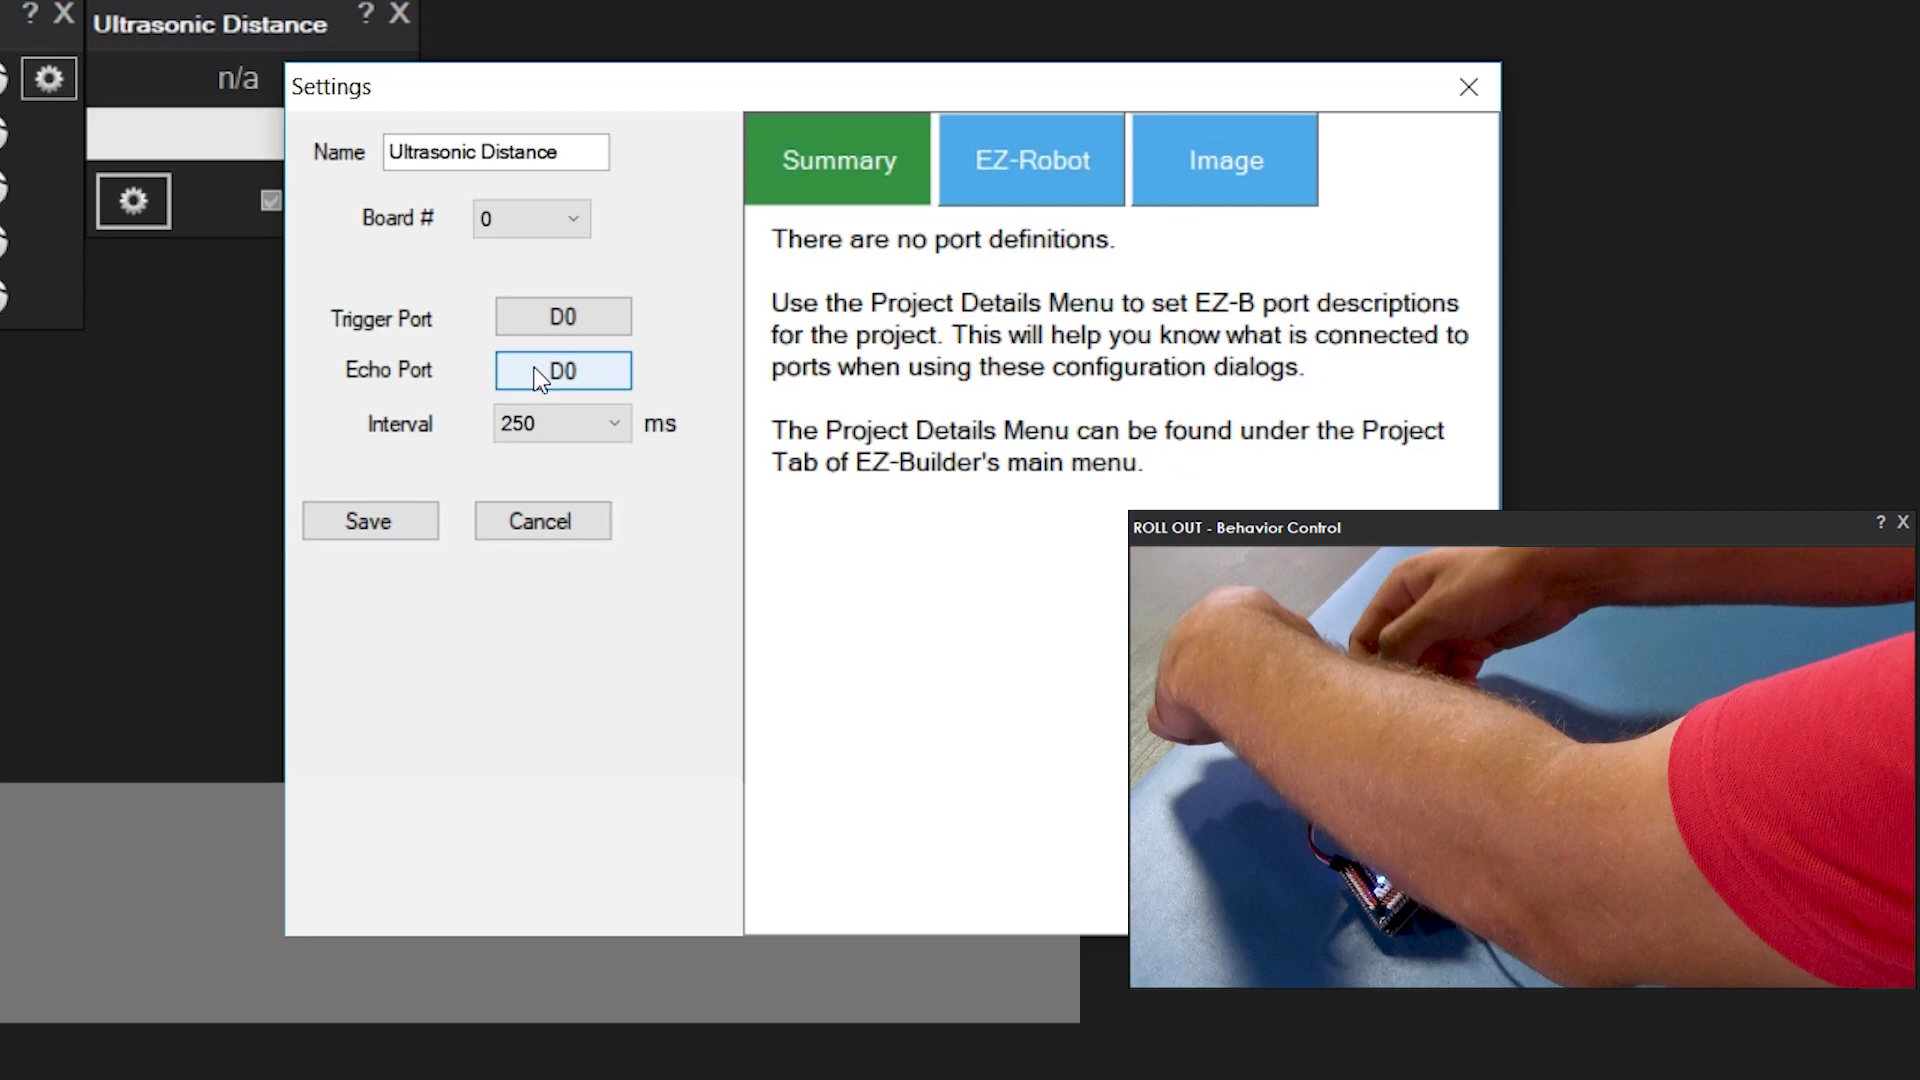 ? X
Ultrasonic Distance ? X
n/a
Settings
Name Ultrasonic Distance
Board # 0
Trigger Port D0
Echo Port D0
Interval 250 ms
Save Cancel
Summary EZ-Robot Image
There are no port definitions.
Use the Project Details Menu to set EZ-B port descriptions
for the project. This will help you know what is connected to
ports when using these configuration dialogs.
The Project Details Menu can be found under the Project
Tab of EZ-Builder's main menu.
ROLL OUT - Behavior Control ? X